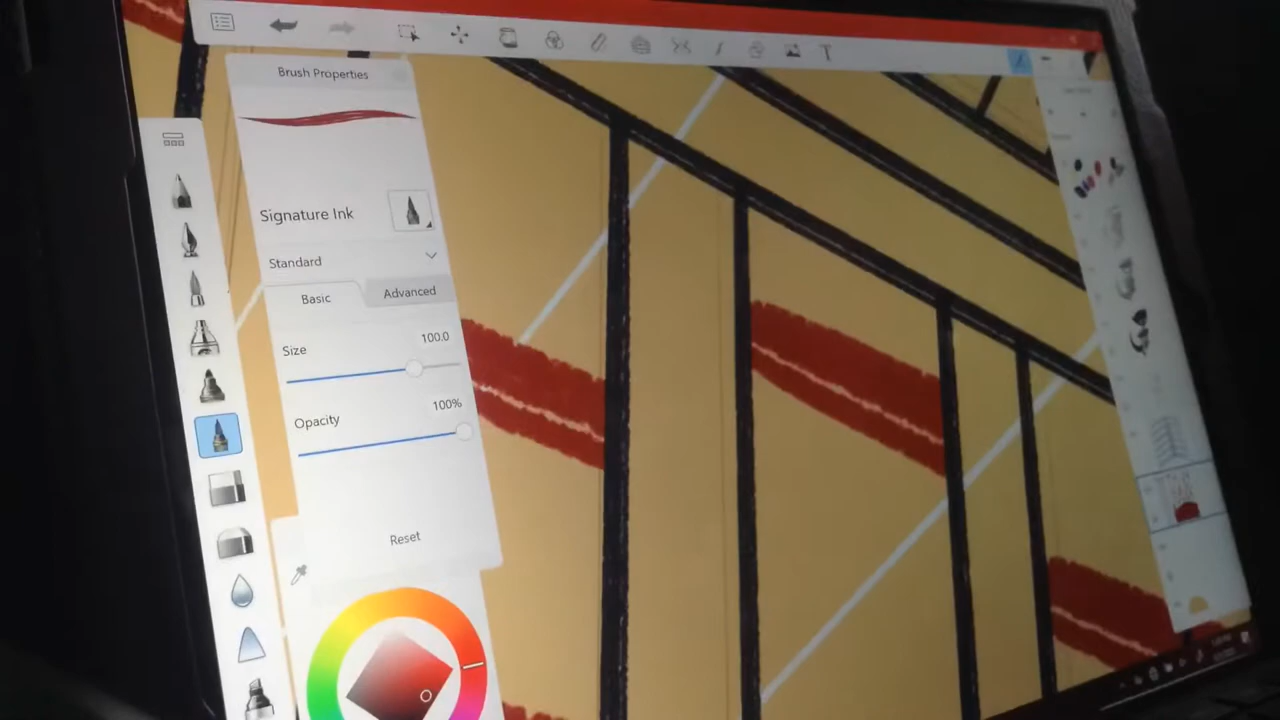 T
Brush Properties
Signature Ink
Standard
Basic
Advanced
Size
100.0
Opacity
100%
Reset